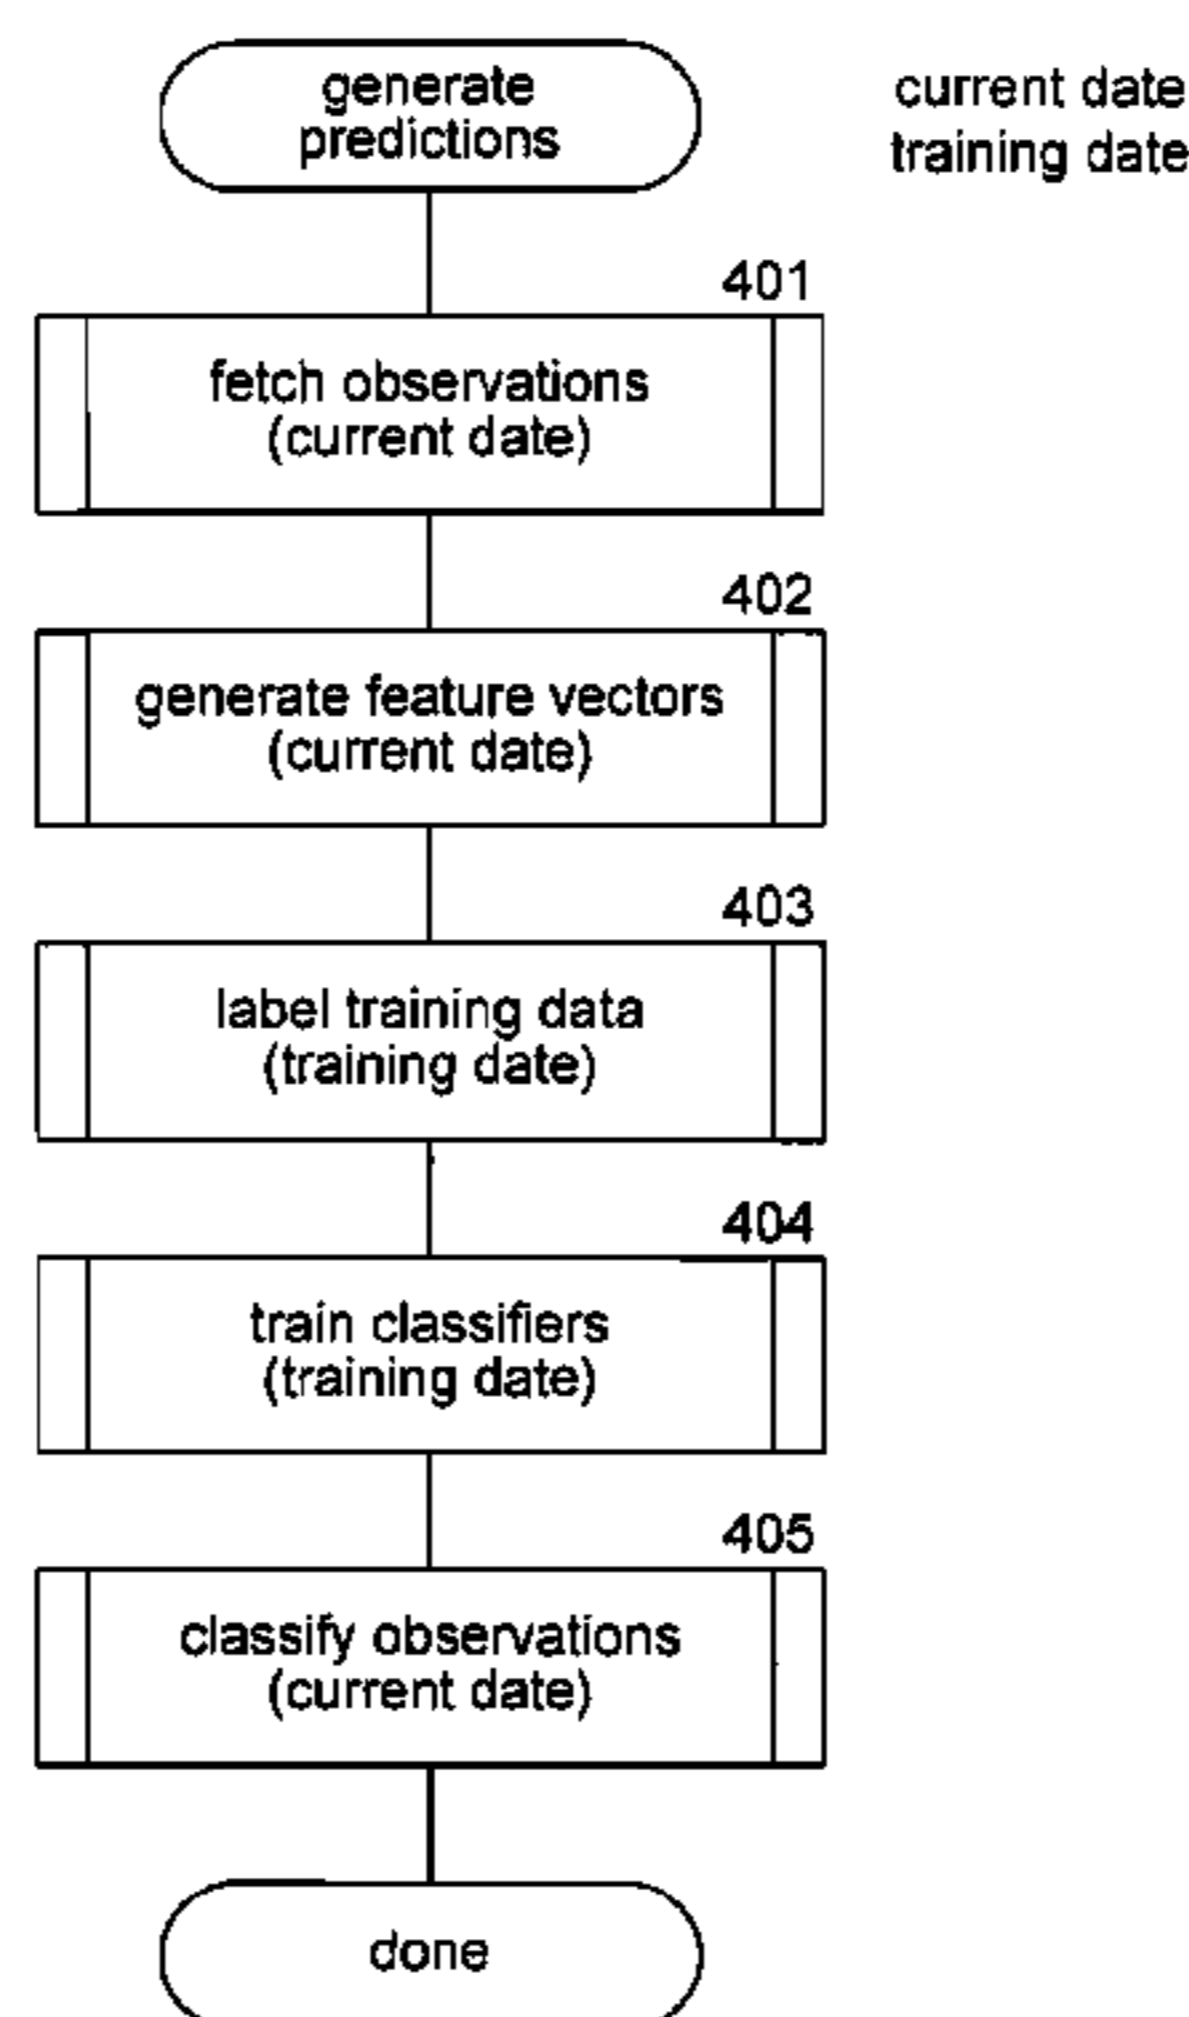 generate
predictions
current date
training date
401
fetch observations
(current date)
402
generate feature vectors
(current date)
403
label training data
(training date)
404
train classifiers
(training date)
405
classify observations
(current date)
done